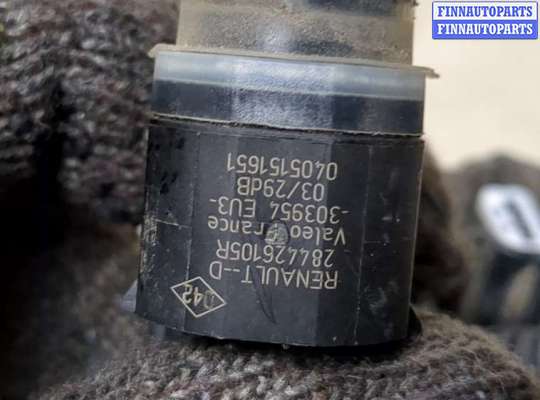 FINNAUTOPARTS
FINNAUTOPARTS
RENAULT--D
284426105R
Valeo France
-303954 EU3-
03/29dB
0405151651
D42